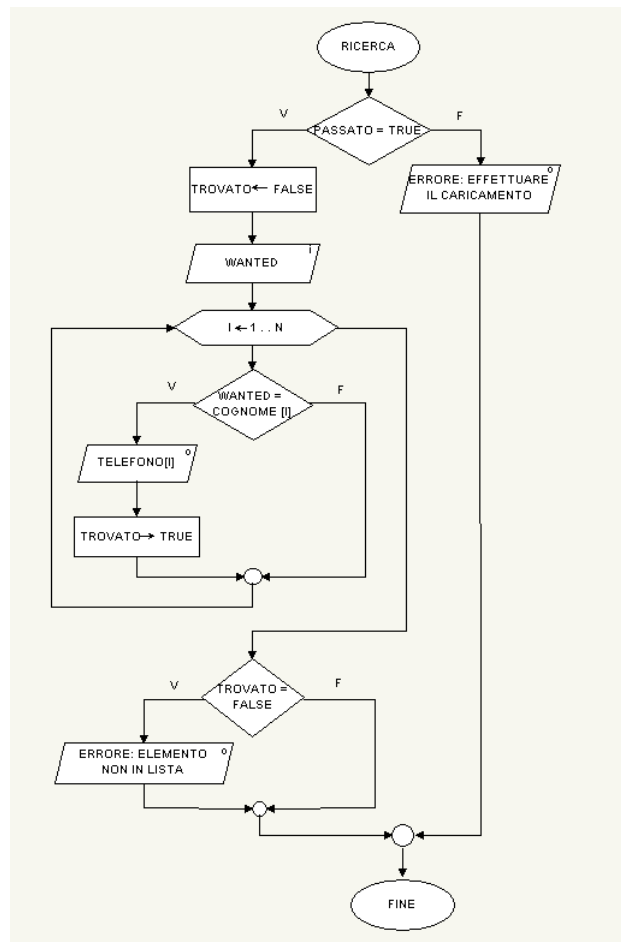 RICERCA
V
F
PASSATO = TRUE
TROVATO← FALSE
ERRORE: EFFETTUARE
o
IL CARICAMENTO
i
WANTED
I ← 1 . . N
V
WANTED =
F
COGNOME [I]
TELEFONO[I]
o
TROVATO→ TRUE
V
TROVATO =
F
FALSE
ERRORE: ELEMENTO
o
NON IN LISTA
FINE